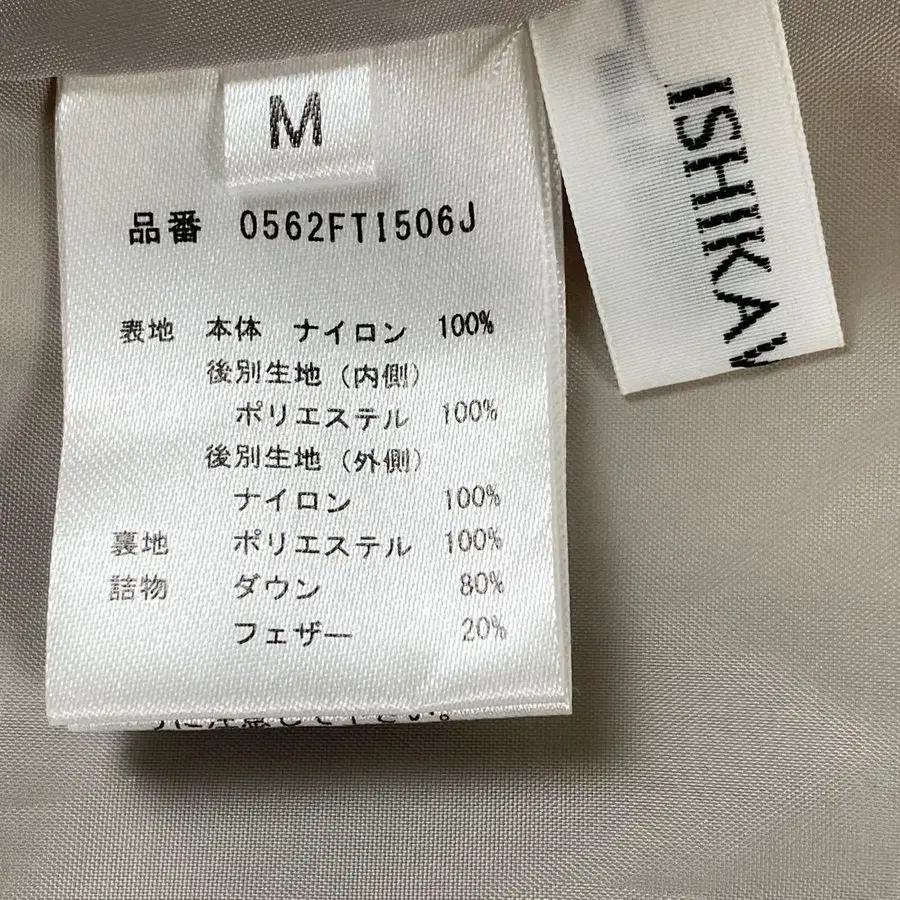 M
品番 0562FTI506J
表地 本体 ナイロン 100%
後別生地（内側）
ポリエステル 100%
後別生地（外側）
ナイロン 100%
裏地 ポリエステル 100%
詰物 ダウン 80%
フェザー 20%
ISHIKAW